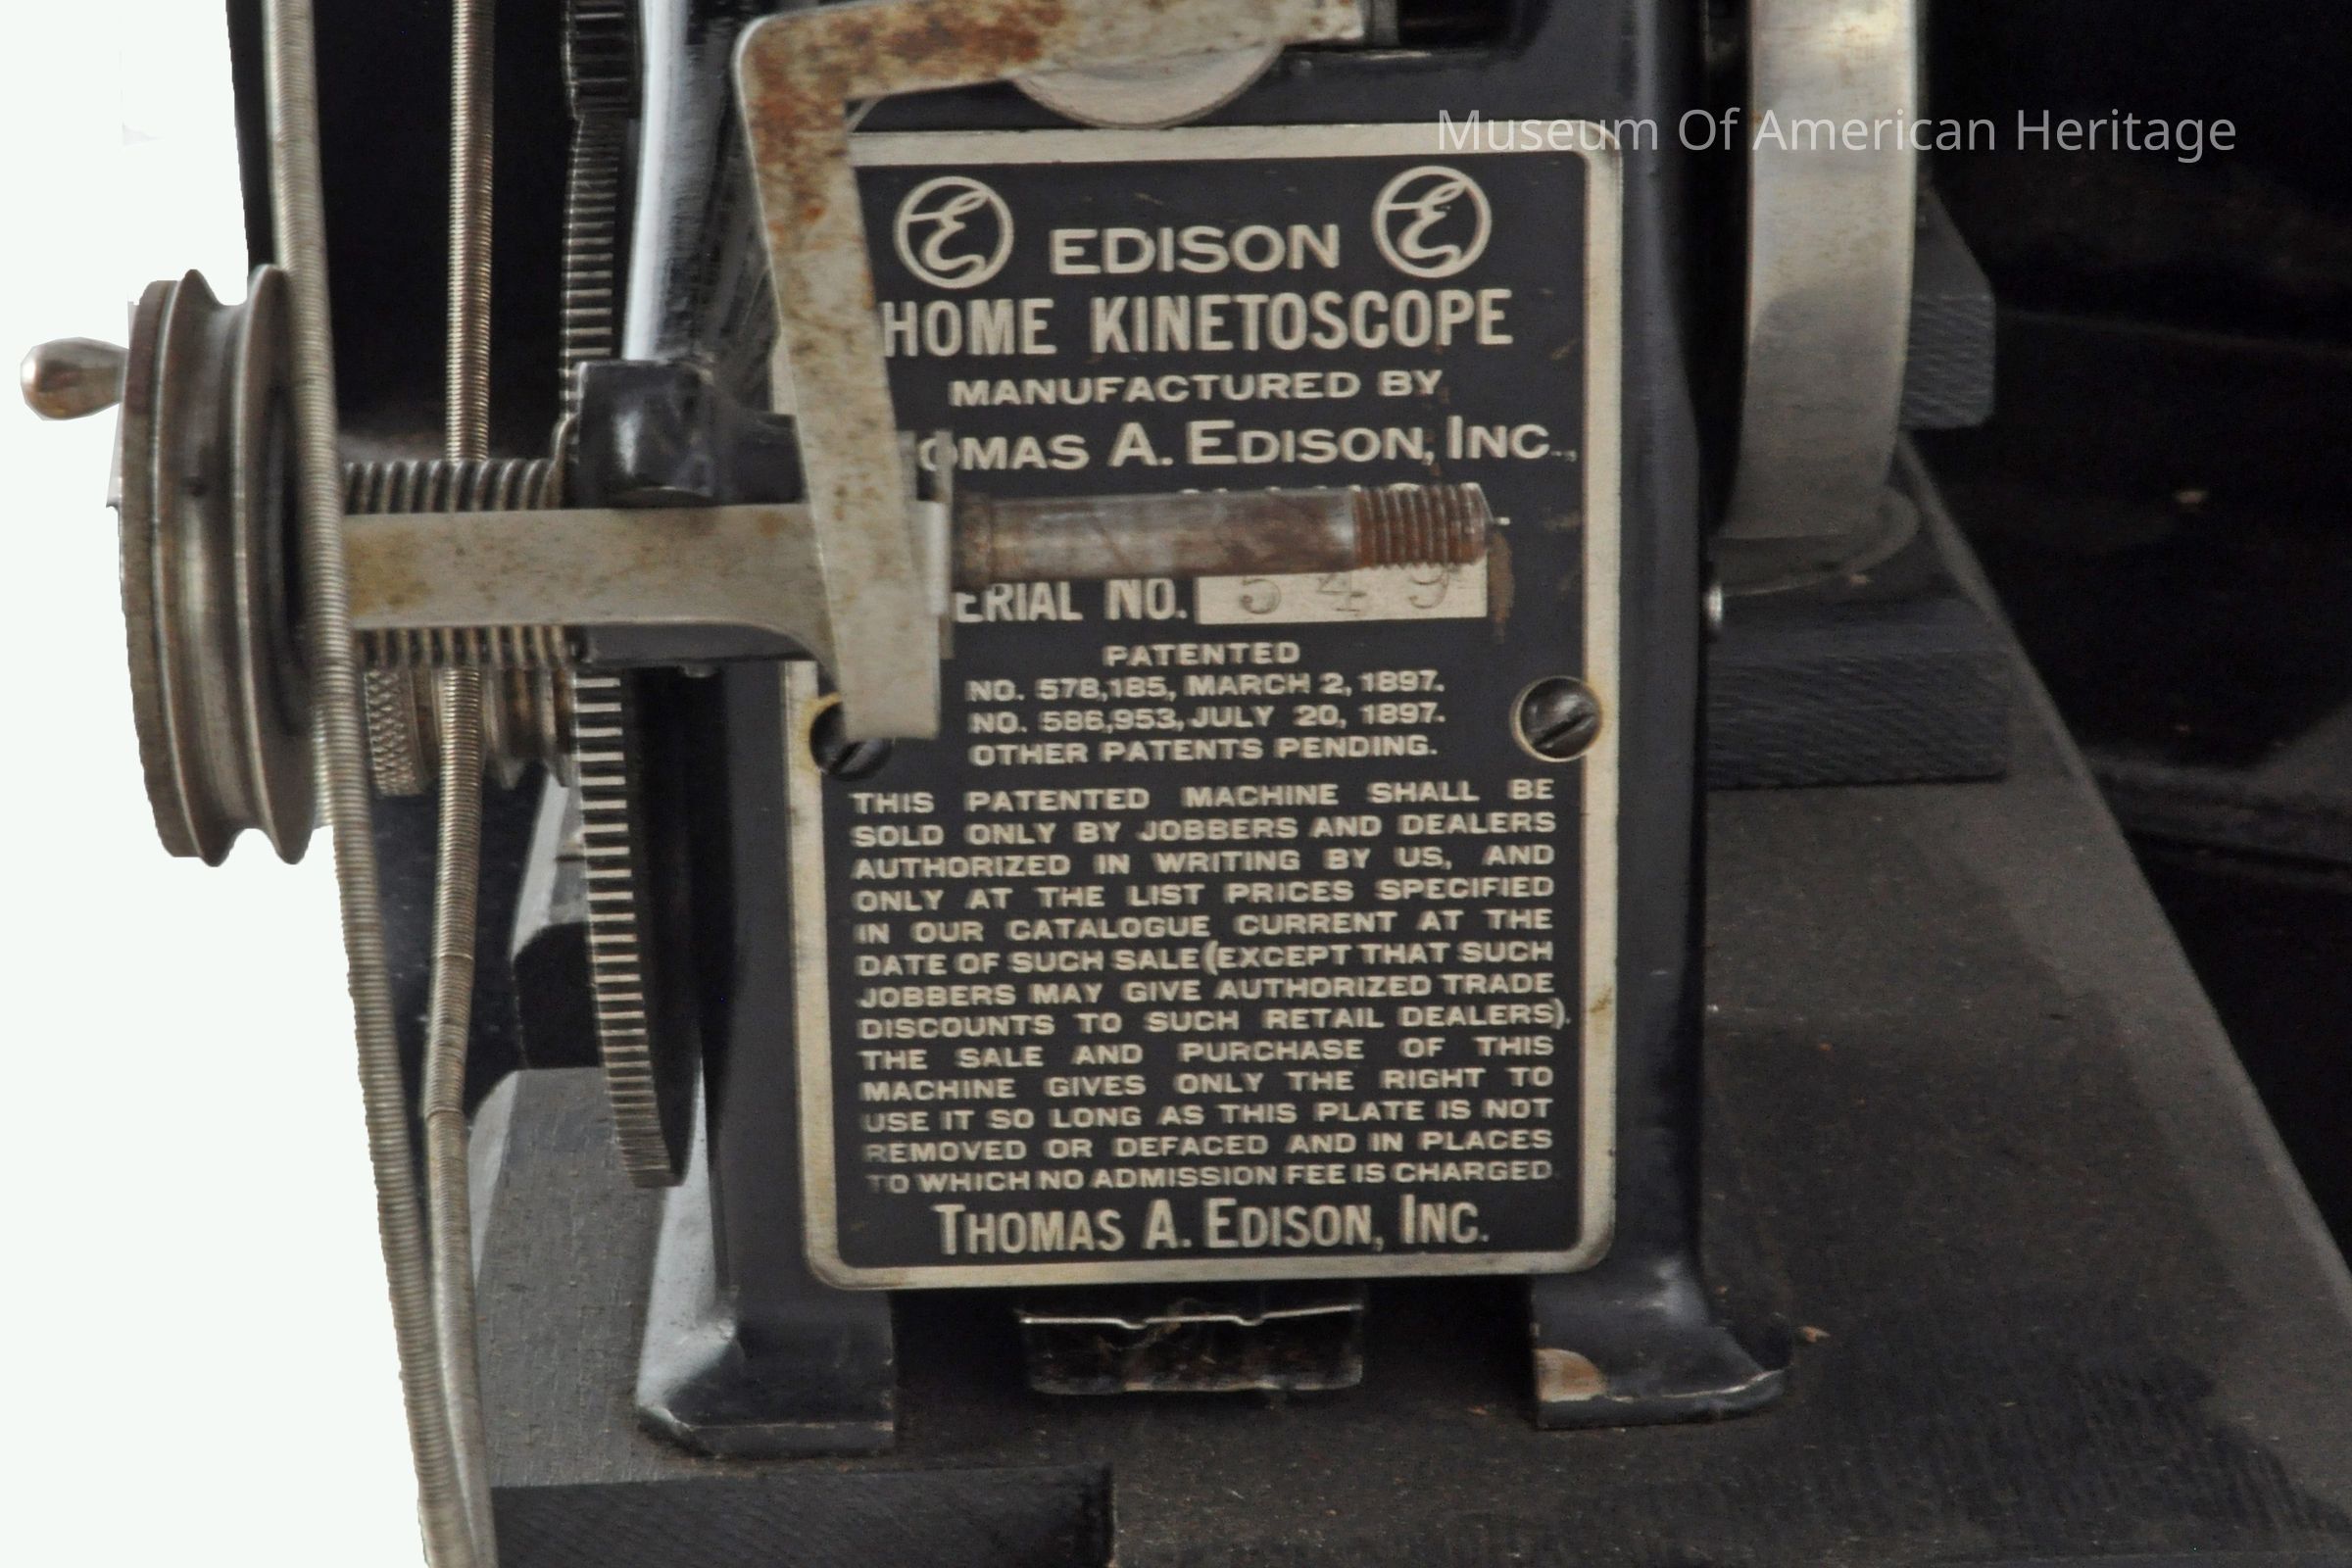 Museum Of American Heritage
EDISON
HOME KINETOSCOPE
MANUFACTURED BY
THOMAS A. EDISON, INC.,
SERIAL NO. 549
PATENTED
NO. 578,185, MARCH 2, 1897.
NO. 586,953, JULY 20, 1897.
OTHER PATENTS PENDING.
THIS PATENTED MACHINE SHALL BE
SOLD ONLY BY JOBBERS AND DEALERS
AUTHORIZED IN WRITING BY US, AND
ONLY AT THE LIST PRICES SPECIFIED
IN OUR CATALOGUE CURRENT AT THE
DATE OF SUCH SALE (EXCEPT THAT SUCH
JOBBERS MAY GIVE AUTHORIZED TRADE
DISCOUNTS TO SUCH RETAIL DEALERS).
THE SALE AND PURCHASE OF THIS
MACHINE GIVES ONLY THE RIGHT TO
USE IT SO LONG AS THIS PLATE IS NOT
REMOVED OR DEFACED AND IN PLACES
TO WHICH NO ADMISSION FEE IS CHARGED
THOMAS A. EDISON, INC.